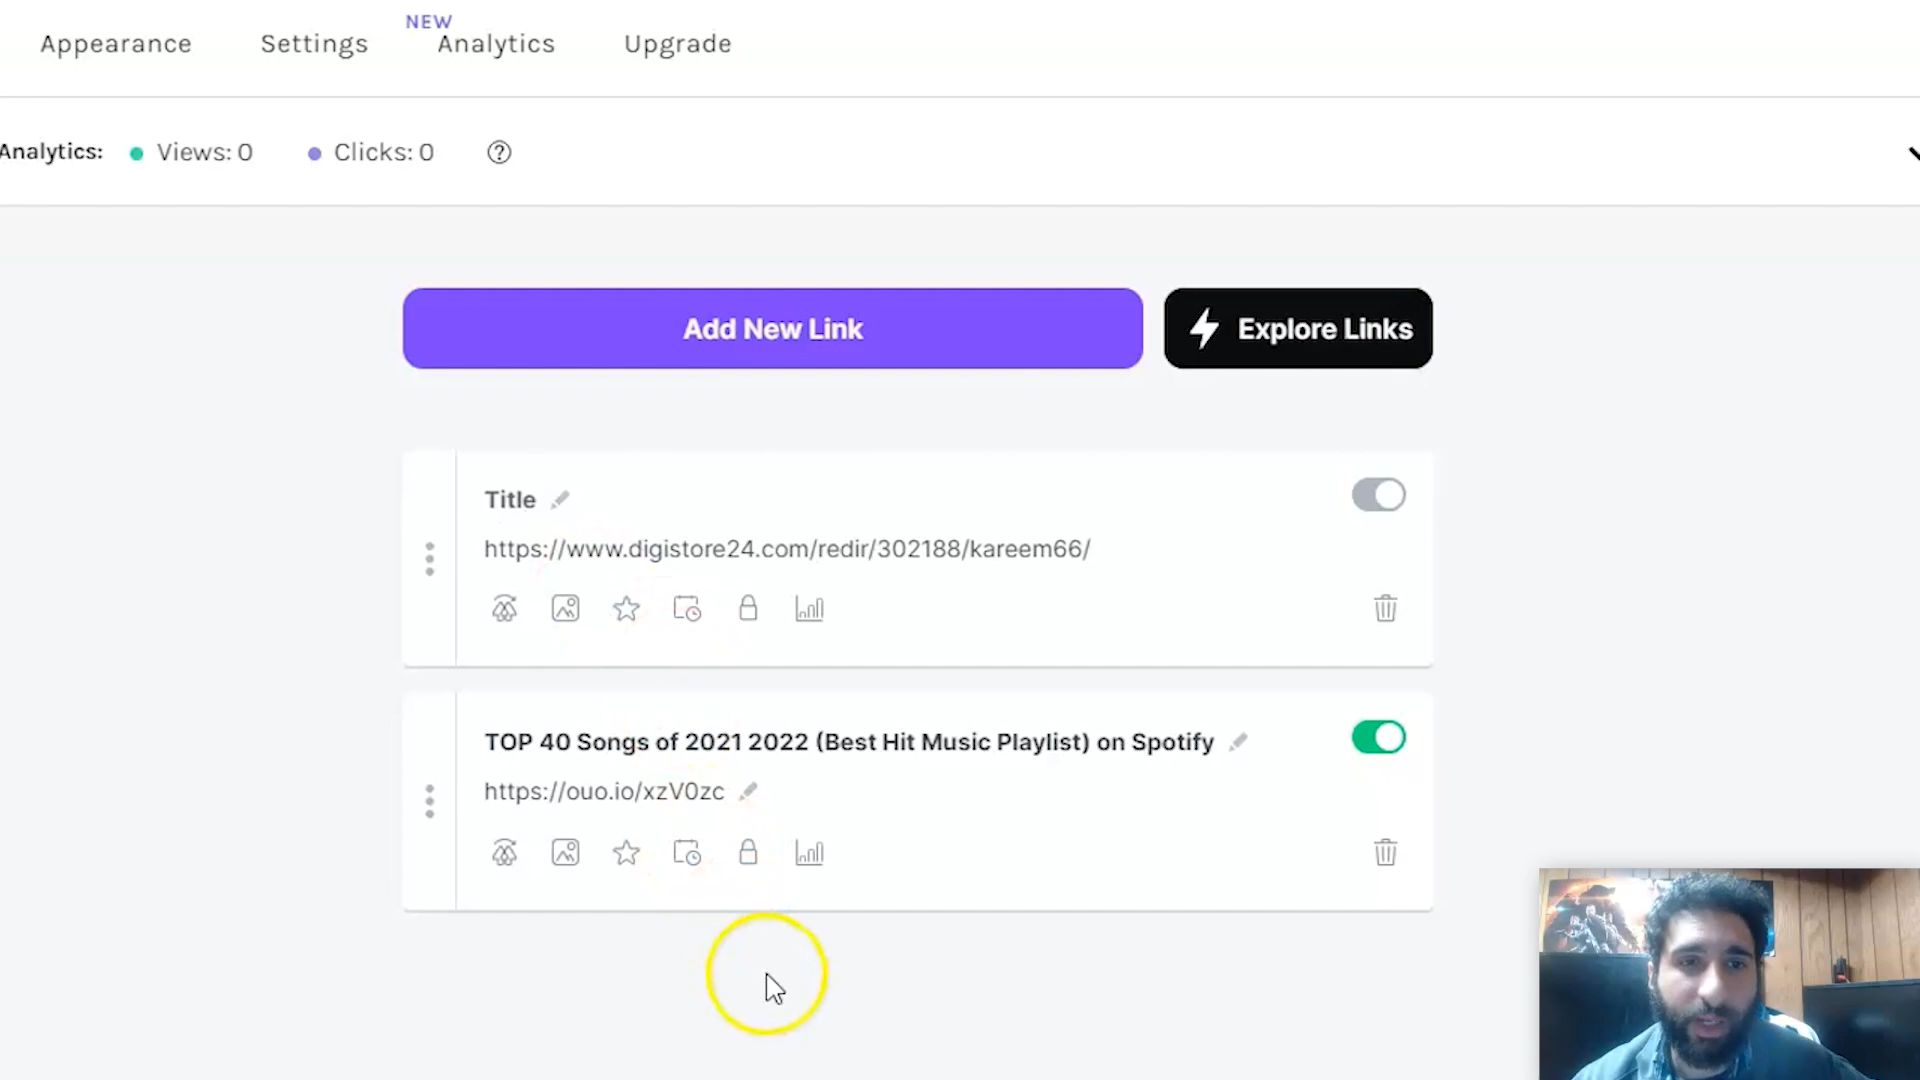 Appearance
Settings
NEW
Analytics
Upgrade
Analytics:
Views: 0
Clicks: 0
?
Add New Link
Explore Links
Title
https://www.digistore24.com/redir/302188/kareem66/
TOP 40 Songs of 2021 2022 (Best Hit Music Playlist) on Spotify
https://ouo.io/xzV0zc